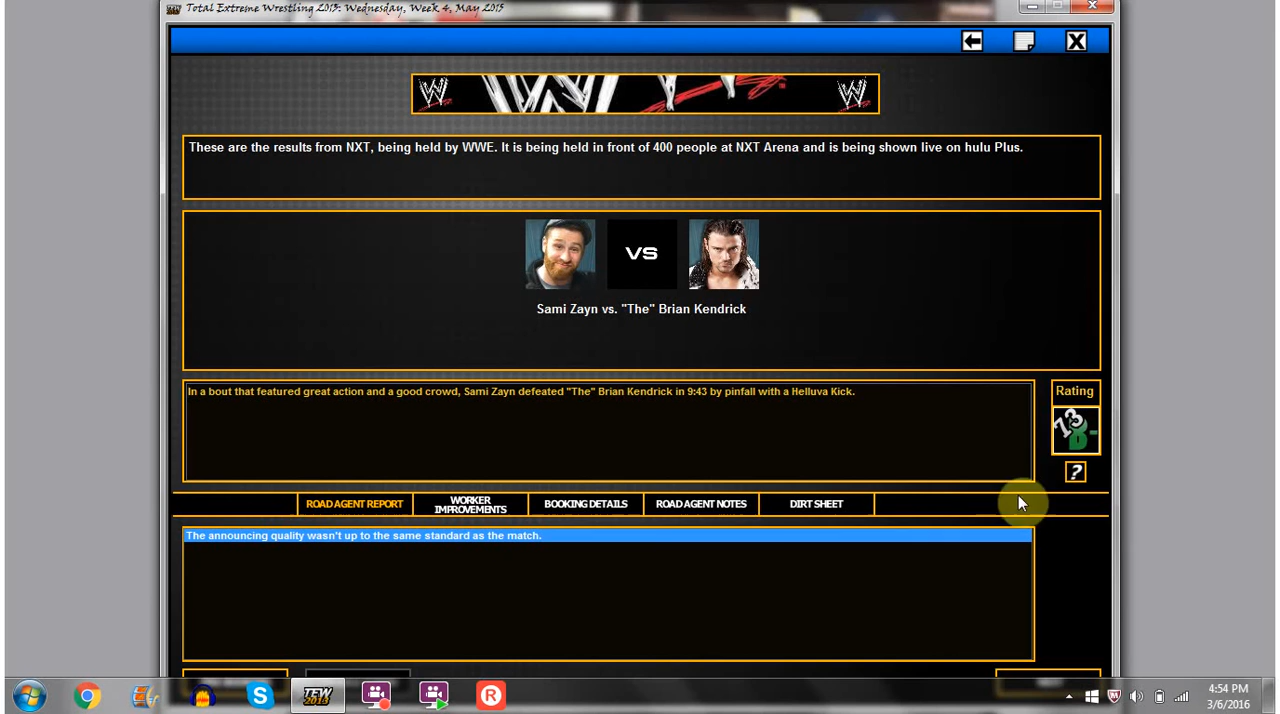 Total Extreme Wrestling 2013: Wednesday, Week 4, May 2015
These are the results from NXT, being held by WWE. It is being held in front of 400 people at NXT Arena and is being shown live on hulu Plus.
VS
Sami Zayn vs. "The" Brian Kendrick
In a bout that featured great action and a good crowd, Sami Zayn defeated "The" Brian Kendrick in 9:43 by pinfall with a Helluva Kick.
Rating
73
B-
?
ROAD AGENT REPORT
WORKER
IMPROVEMENTS
BOOKING DETAILS
ROAD AGENT NOTES
DIRT SHEET
The announcing quality wasn't up to the same standard as the match.
TEW
2013
4:54 PM
3/6/2016